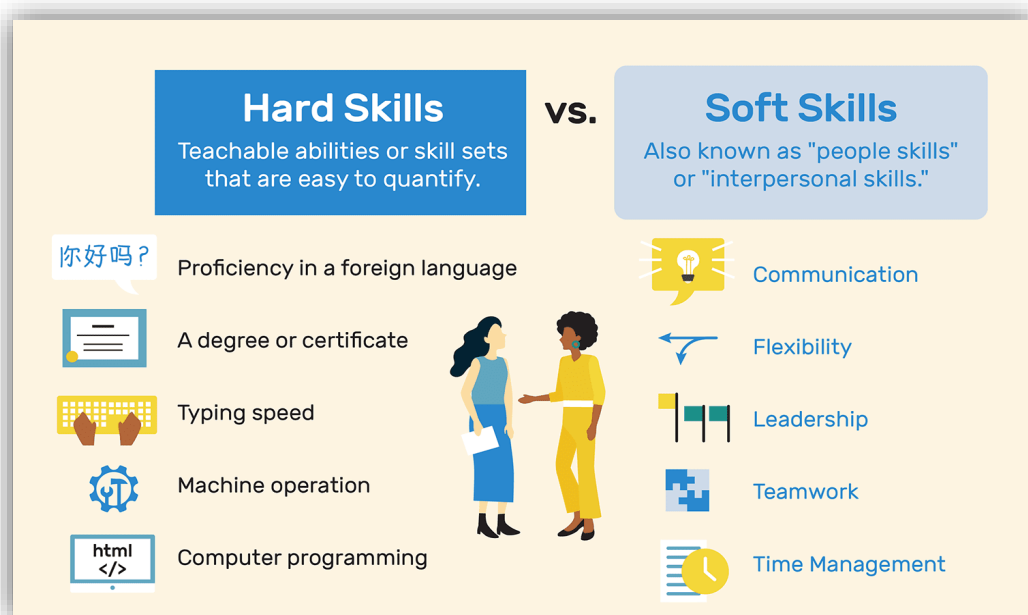 Hard Skills
Teachable abilities or skill sets
that are easy to quantify.
vs.
Soft Skills
Also known as "people skills"
or "interpersonal skills."
你好吗?
Proficiency in a foreign language
A degree or certificate
Typing speed
Machine operation
html
</>
Computer programming
Communication
Flexibility
Leadership
Teamwork
Time Management